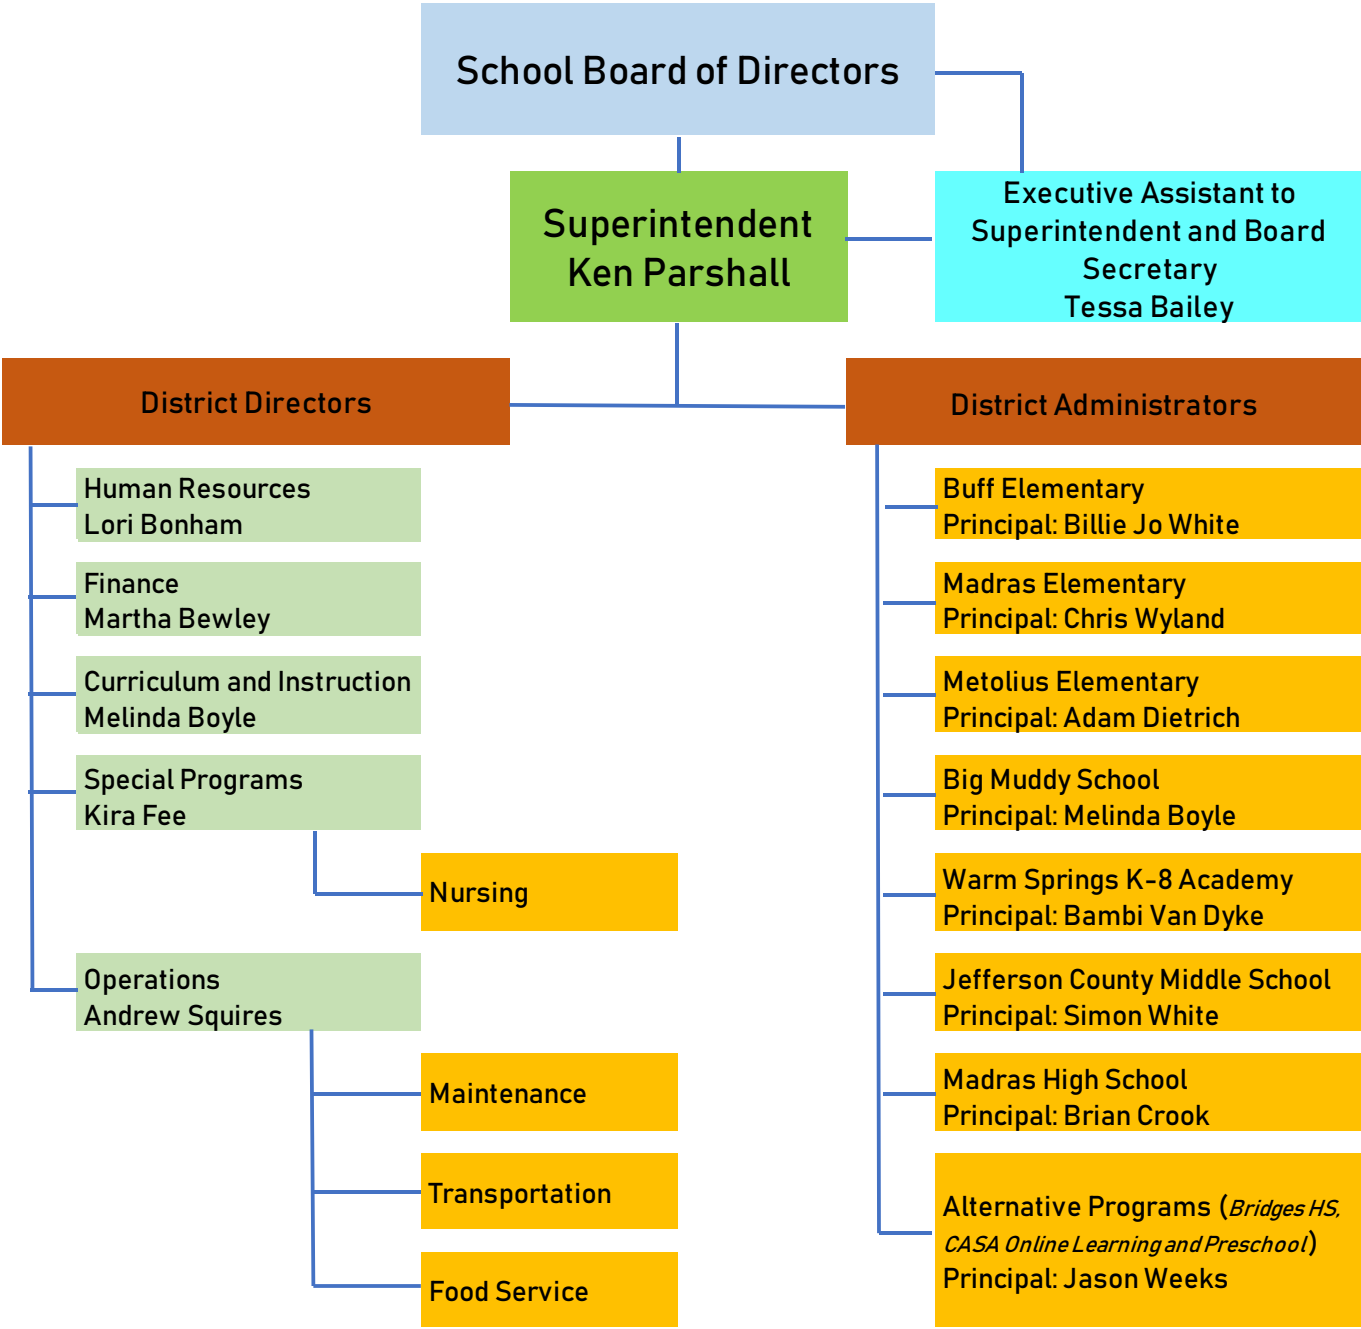 School Board of Directors
Superintendent
Ken Parshall
Executive Assistant to
Superintendent and Board
Secretary
Tessa Bailey
District Directors
District Administrators
Human Resources
Lori Bonham
Finance
Martha Bewley
Curriculum and Instruction
Melinda Boyle
Special Programs
Kira Fee
Nursing
Operations
Andrew Squires
Maintenance
Transportation
Food Service
Buff Elementary
Principal: Billie Jo White
Madras Elementary
Principal: Chris Wyland
Metolius Elementary
Principal: Adam Dietrich
Big Muddy School
Principal: Melinda Boyle
Warm Springs K-8 Academy
Principal: Bambi Van Dyke
Jefferson County Middle School
Principal: Simon White
Madras High School
Principal: Brian Crook
Alternative Programs (Bridges HS,
CASA Online Learning and Preschool)
Principal: Jason Weeks